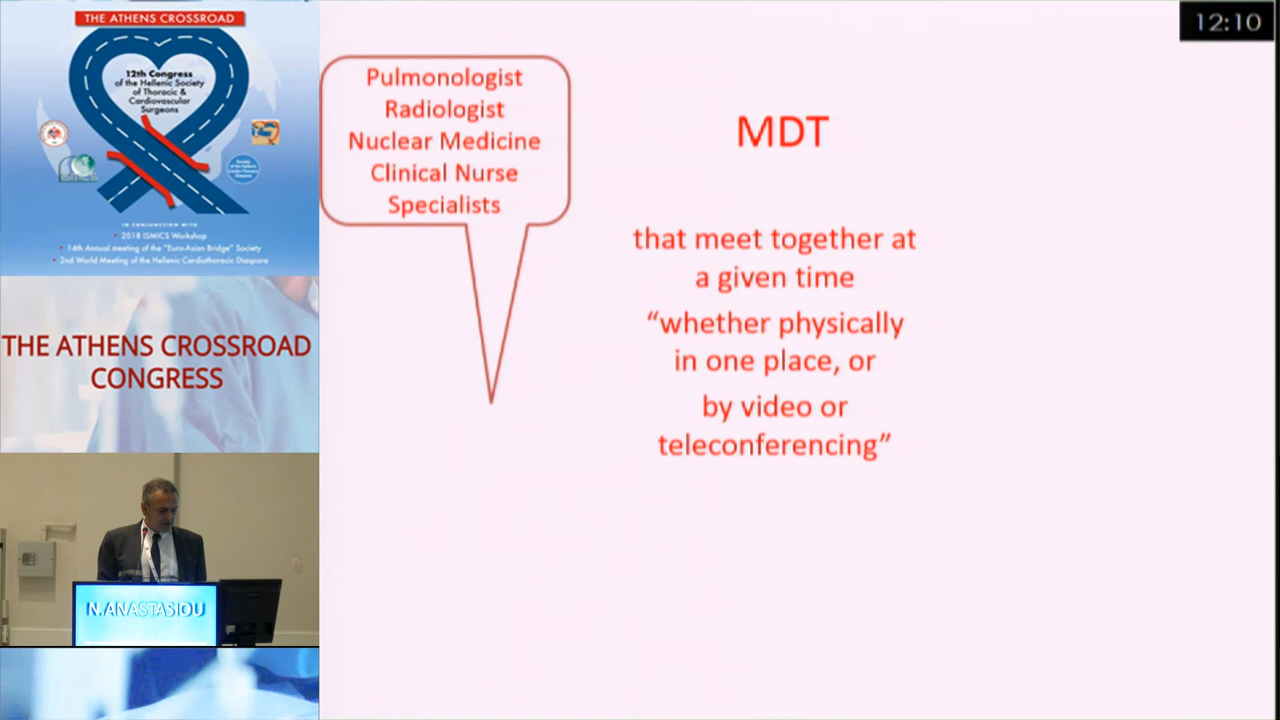 THE ATHENS CROSSROAD
12th Congress
of the Hellenic Society
of Thoracic &
Cardiovascular
Surgeons
IN CONJUNCTION WITH
• 2018 ISMICS Workshop
• 14th Annual meeting of the "Euro-Asian Bridge" Society
• 2nd World Meeting of the Hellenic Cardiothoracic Diaspora
THE ATHENS CROSSROAD
CONGRESS
N.ANASTASIOU
Pulmonologist
Radiologist
Nuclear Medicine
Clinical Nurse
Specialists
MDT
that meet together at
a given time
“whether physically
in one place, or
by video or
teleconferencing”
12:10